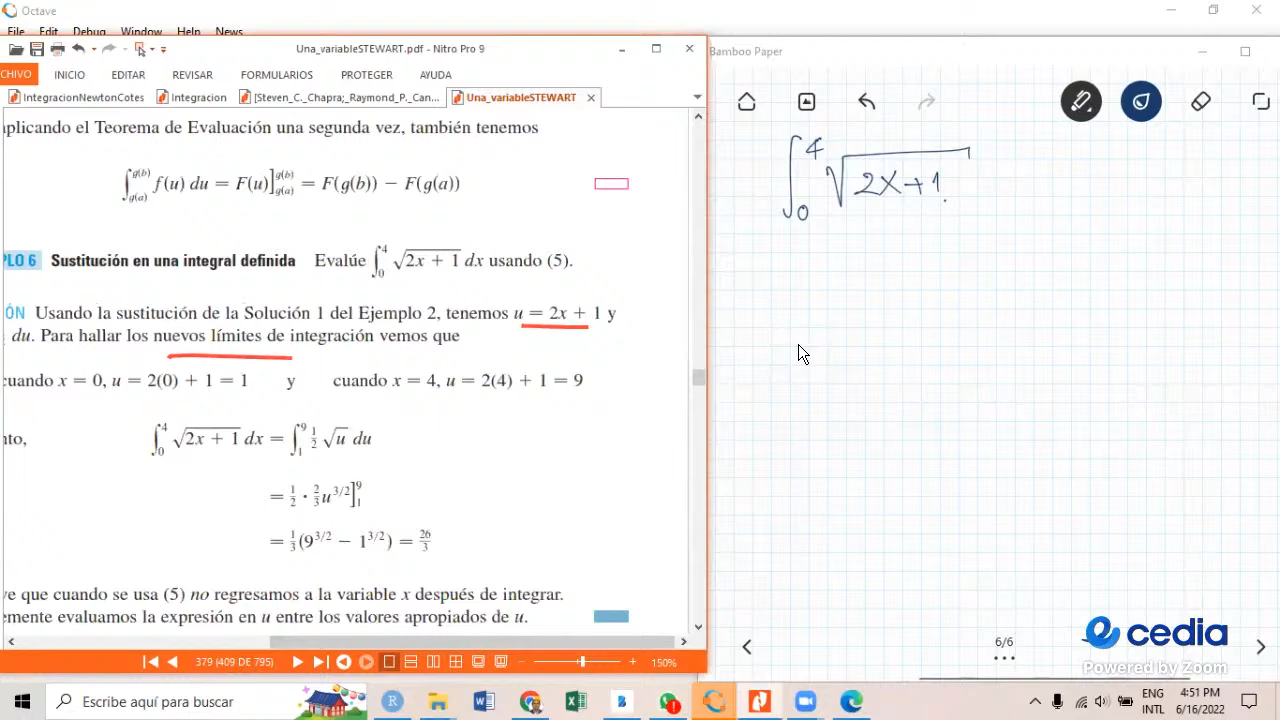 Octave
File Edit Debug Window Help News
Una_variableSTEWART.pdf - Nitro Pro 9
CHIVO INICIO EDITAR REVISAR FORMULARIOS PROTEGER AYUDA
IntegracionNewtonCotes Integracion [Steven_C._Chapra;_Raymond_P._Can... Una_variableSTEWART
plicando el Teorema de Evaluación una segunda vez, también tenemos
∫_{g(a)}^{g(b)} f(u) du = F(u)]_{g(a)}^{g(b)} = F(g(b)) − F(g(a))
PLO 6 Sustitución en una integral definida Evalúe ∫_0^4 √(2x + 1) dx usando (5).
ÓN Usando la sustitución de la Solución 1 del Ejemplo 2, tenemos u = 2x + 1 y
du. Para hallar los nuevos límites de integración vemos que
cuando x = 0, u = 2(0) + 1 = 1 y cuando x = 4, u = 2(4) + 1 = 9
nto, ∫_0^4 √(2x + 1) dx = ∫_1^9 1/2 √u du
= 1/2 · 2/3 u^{3/2}]_1^9
= 1/3 (9^{3/2} − 1^{3/2}) = 26/3
ve que cuando se usa (5) no regresamos a la variable x después de integrar.
emente evaluamos la expresión en u entre los valores apropiados de u.
379 (409 DE 795)
150%
Bamboo Paper
∫_0^4 √(2x+1)
6/6
cedia
Powered by Zoom
Escribe aquí para buscar
ENG
INTL
4:51 PM
6/16/2022